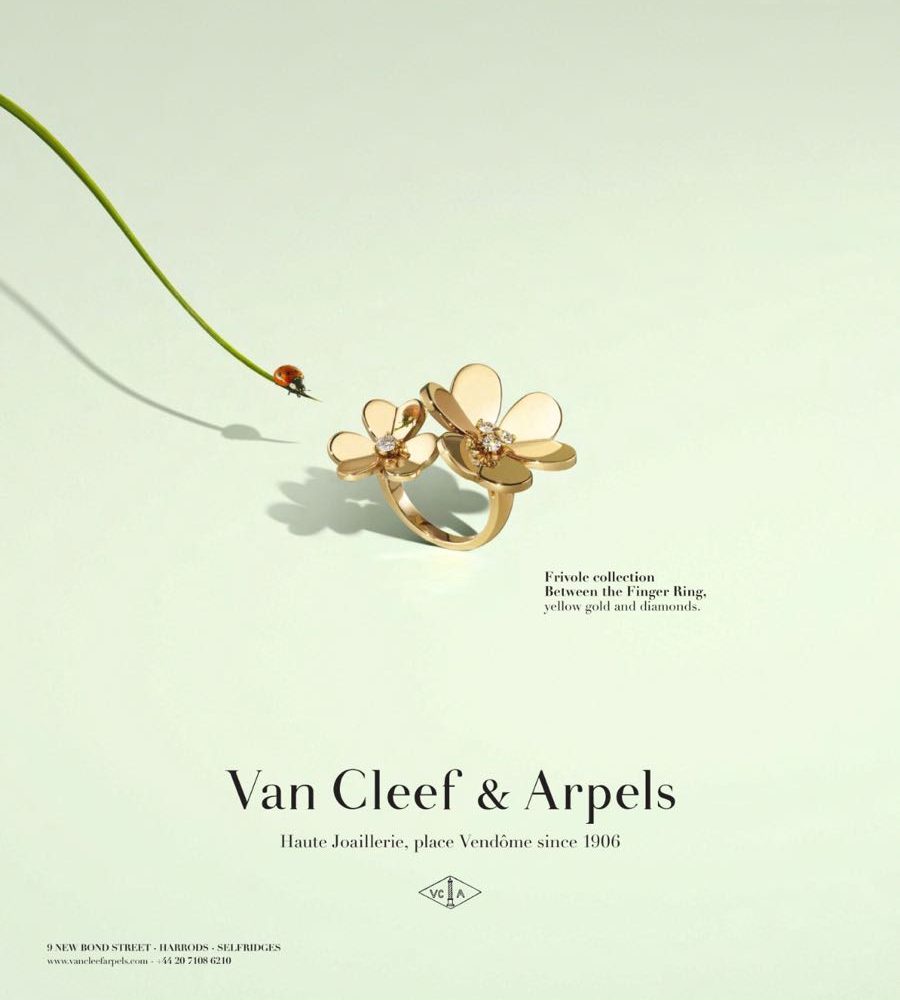 Frivole collection
Between the Finger Ring,
yellow gold and diamonds.
Van Cleef & Arpels
Haute Joaillerie, place Vendôme since 1906
VC A
9 NEW BOND STREET - HARRODS - SELFRIDGES
www.vancleefarpels.com - +44 20 7108 6210